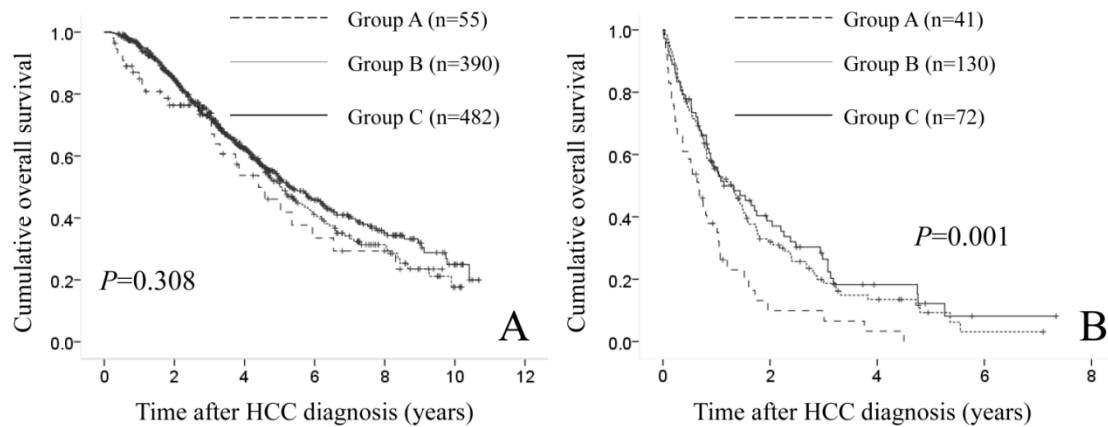 Group A (n=55)
Group B (n=390)
Group C (n=482)
Cumulative overall survival
1.0
0.8
0.6
0.4
0.2
0.0
P=0.308
A
0 2 4 6 8 10 12
Time after HCC diagnosis (years)
Group A (n=41)
Group B (n=130)
Group C (n=72)
Cumulative overall survival
1.0
0.8
0.6
0.4
0.2
0.0
P=0.001
B
0 2 4 6 8
Time after HCC diagnosis (years)